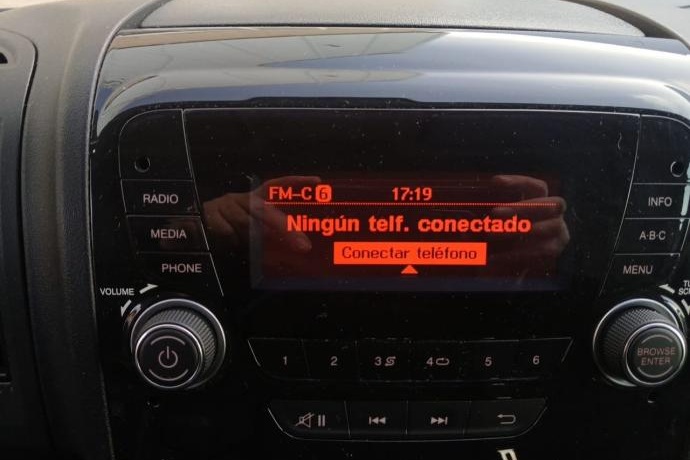 FM-C 6 17:19
Ningún telf. conectado
Conectar teléfono
RADIO
MEDIA
PHONE
VOLUME
INFO
A·B·C
MENU
BROWSE
ENTER
1 2 3 4 5 6